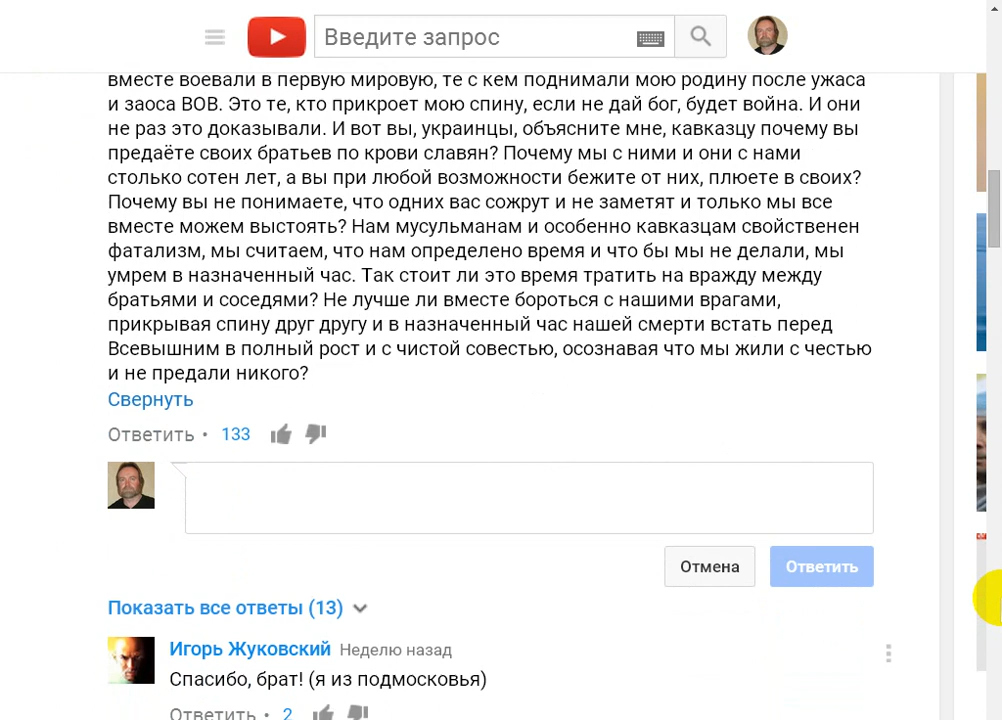 Введите запрос
вместе воевали в первую мировую, те с кем поднимали мою родину после ужаса
и заоса ВОВ. Это те, кто прикроет мою спину, если не дай бог, будет война. И они
не раз это доказывали. И вот вы, украинцы, объясните мне, кавказцу почему вы
предаёте своих братьев по крови славян? Почему мы с ними и они с нами
столько сотен лет, а вы при любой возможности бежите от них, плюете в своих?
Почему вы не понимаете, что одних вас сожрут и не заметят и только мы все
вместе можем выстоять? Нам мусульманам и особенно кавказцам свойственен
фатализм, мы считаем, что нам определено время и что бы мы не делали, мы
умрем в назначенный час. Так стоит ли это время тратить на вражду между
братьями и соседями? Не лучше ли вместе бороться с нашими врагами,
прикрывая спину друг другу и в назначенный час нашей смерти встать перед
Всевышним в полный рост и с чистой совестью, осознавая что мы жили с честью
и не предали никого?
Свернуть
Ответить • 133
Отмена Ответить
Показать все ответы (13)
Игорь Жуковский Неделю назад
Спасибо, брат! (я из подмосковья)
Ответить • 2